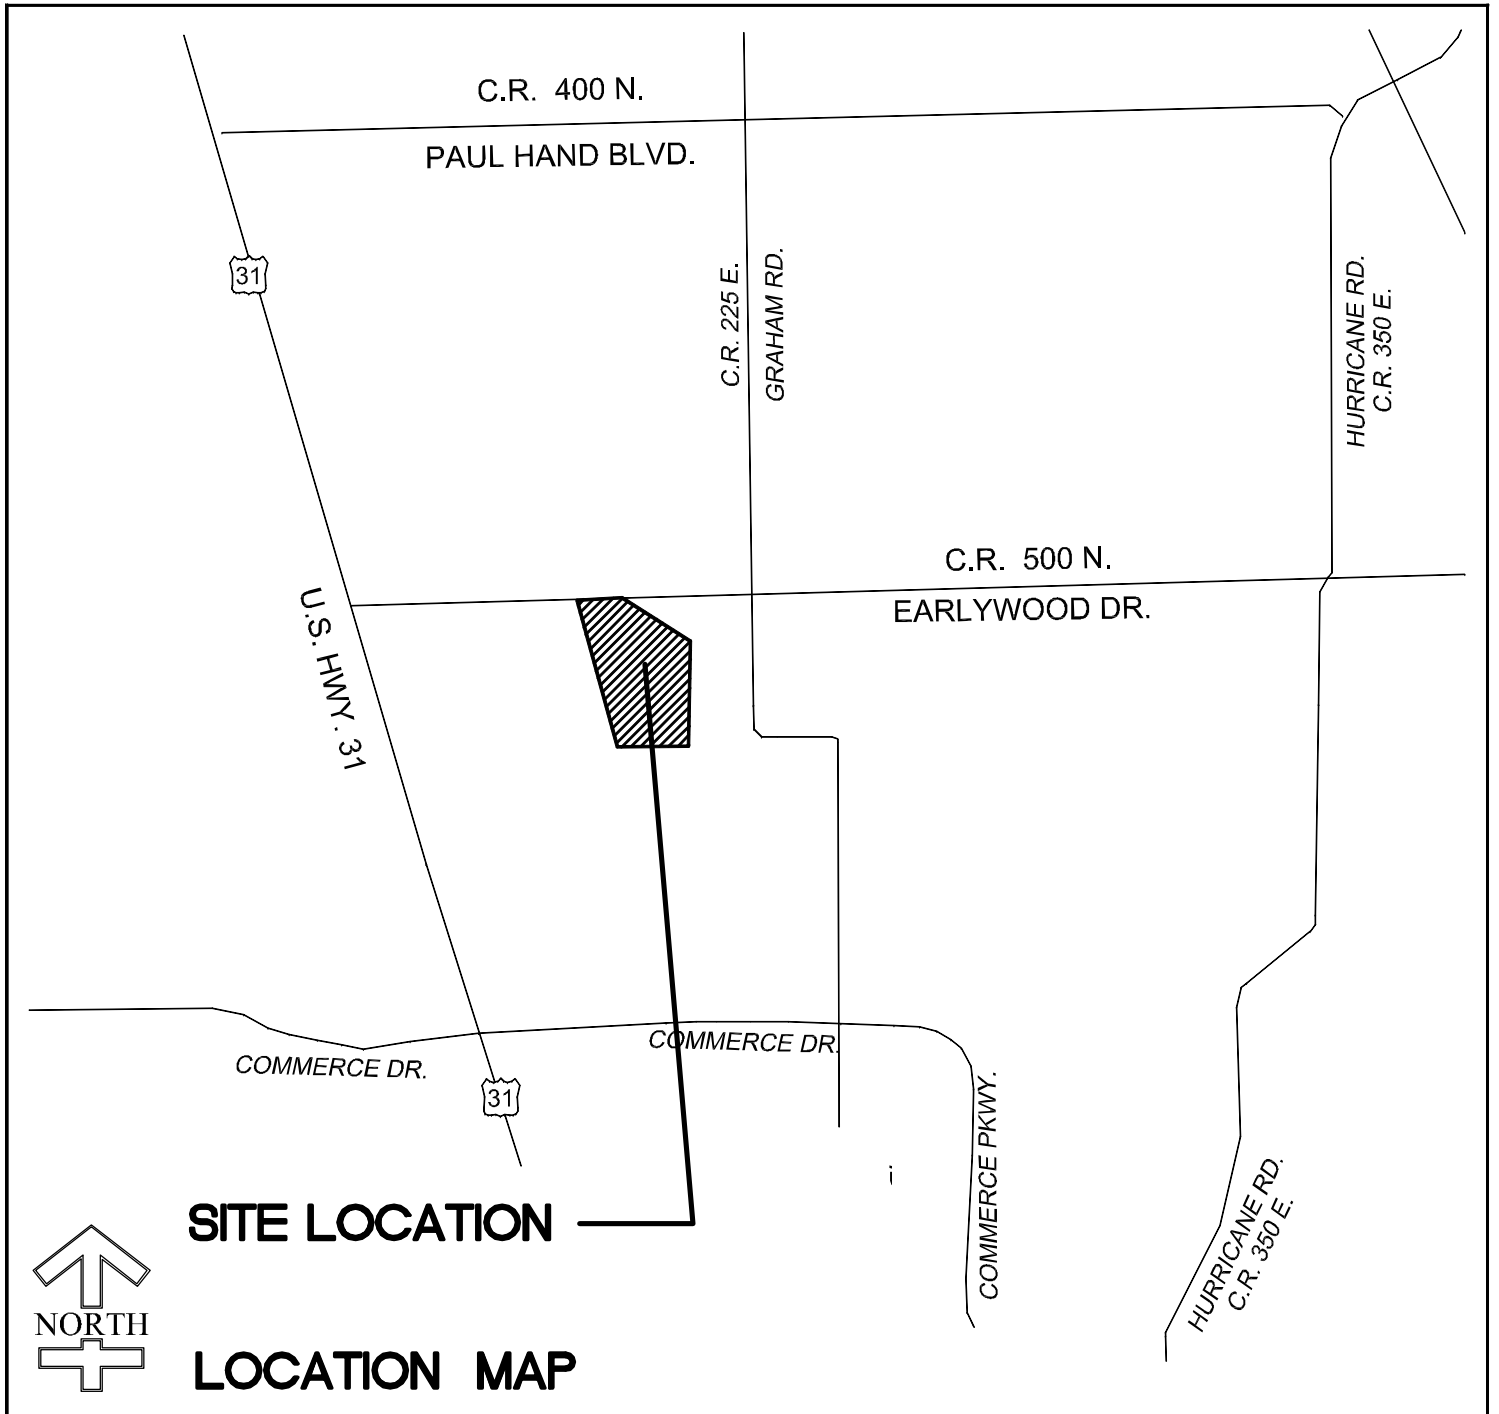 C.R. 400 N.
PAUL HAND BLVD.
31
C.R. 225 E.
GRAHAM RD.
HURRICANE RD.
C.R. 350 E.
C.R. 500 N.
EARLYWOOD DR.
U.S. HWY. 31
COMMERCE DR.
COMMERCE DR.
31
COMMERCE PKWY.
i
HURRICANE RD.
C.R. 350 E.
SITE LOCATION
NORTH
LOCATION MAP